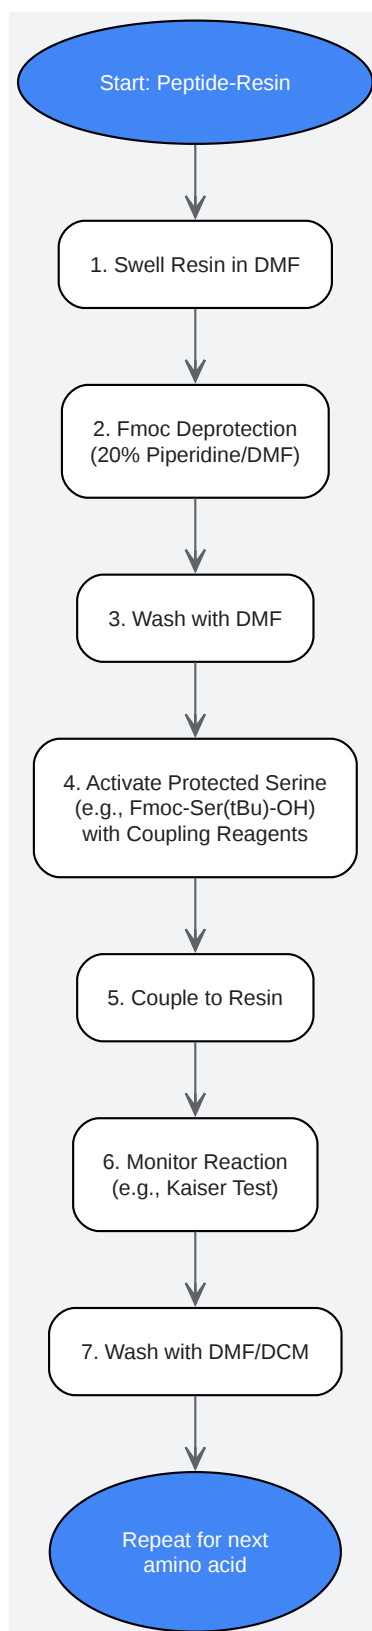 Start: Peptide-Resin
1. Swell Resin in DMF
2. Fmoc Deprotection
(20% Piperidine/DMF)
3. Wash with DMF
4. Activate Protected Serine
(e.g., Fmoc-Ser(tBu)-OH)
with Coupling Reagents
5. Couple to Resin
6. Monitor Reaction
(e.g., Kaiser Test)
7. Wash with DMF/DCM
Repeat for next
amino acid